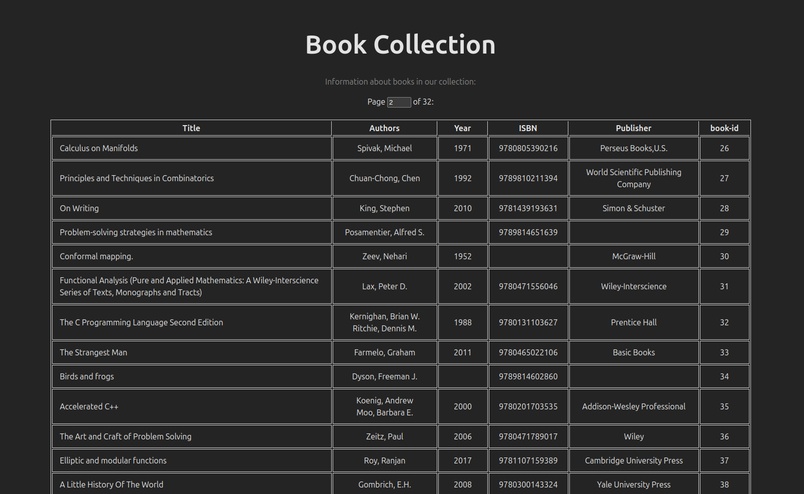 Book Collection
Information about books in our collection:
Page 2 of 32:
Title Authors Year ISBN Publisher book-id
Calculus on Manifolds Spivak, Michael 1971 9780805390216 Perseus Books,U.S. 26
Principles and Techniques in Combinatorics Chuan-Chong, Chen 1992 9789810211394 World Scientific Publishing
Company 27
On Writing King, Stephen 2010 9781439193631 Simon & Schuster 28
Problem-solving strategies in mathematics Posamentier, Alfred S. 9789814651639 29
Conformal mapping. Zeev, Nehari 1952 McGraw-Hill 30
Functional Analysis (Pure and Applied Mathematics: A Wiley-Interscience
Series of Texts, Monographs and Tracts) Lax, Peter D. 2002 9780471556046 Wiley-Interscience 31
The C Programming Language Second Edition Kernighan, Brian W.
Ritchie, Dennis M. 1988 9780131103627 Prentice Hall 32
The Strangest Man Farmelo, Graham 2011 9780465022106 Basic Books 33
Birds and frogs Dyson, Freeman J. 9789814602860 34
Accelerated C++ Koenig, Andrew
Moo, Barbara E. 2000 9780201703535 Addison-Wesley Professional 35
The Art and Craft of Problem Solving Zeitz, Paul 2006 9780471789017 Wiley 36
Elliptic and modular functions Roy, Ranjan 2017 9781107159389 Cambridge University Press 37
A Little History Of The World Gombrich, E.H. 2008 9780300143324 Yale University Press 38